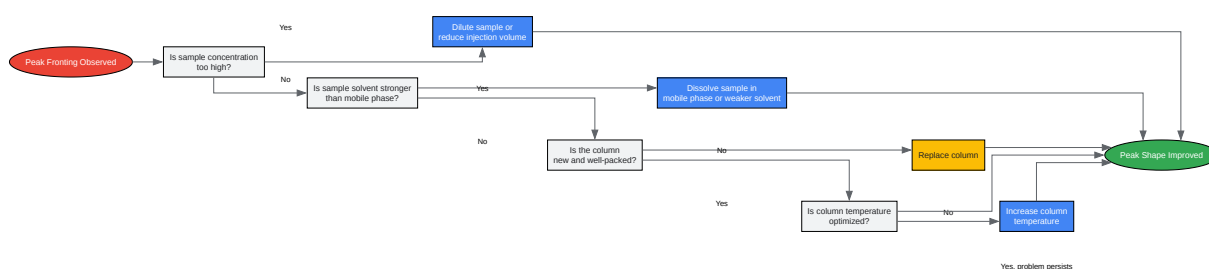 Yes
Dilute sample or
reduce injection volume
Peak Fronting Observed
Is sample concentration
too high?
No
Is sample solvent stronger
than mobile phase?
Yes
Dissolve sample in
mobile phase or weaker solvent
No
Is the column
new and well-packed?
No
Replace column
Peak Shape Improved
Yes
Is column temperature
optimized?
No
Increase column
temperature
Yes, problem persists